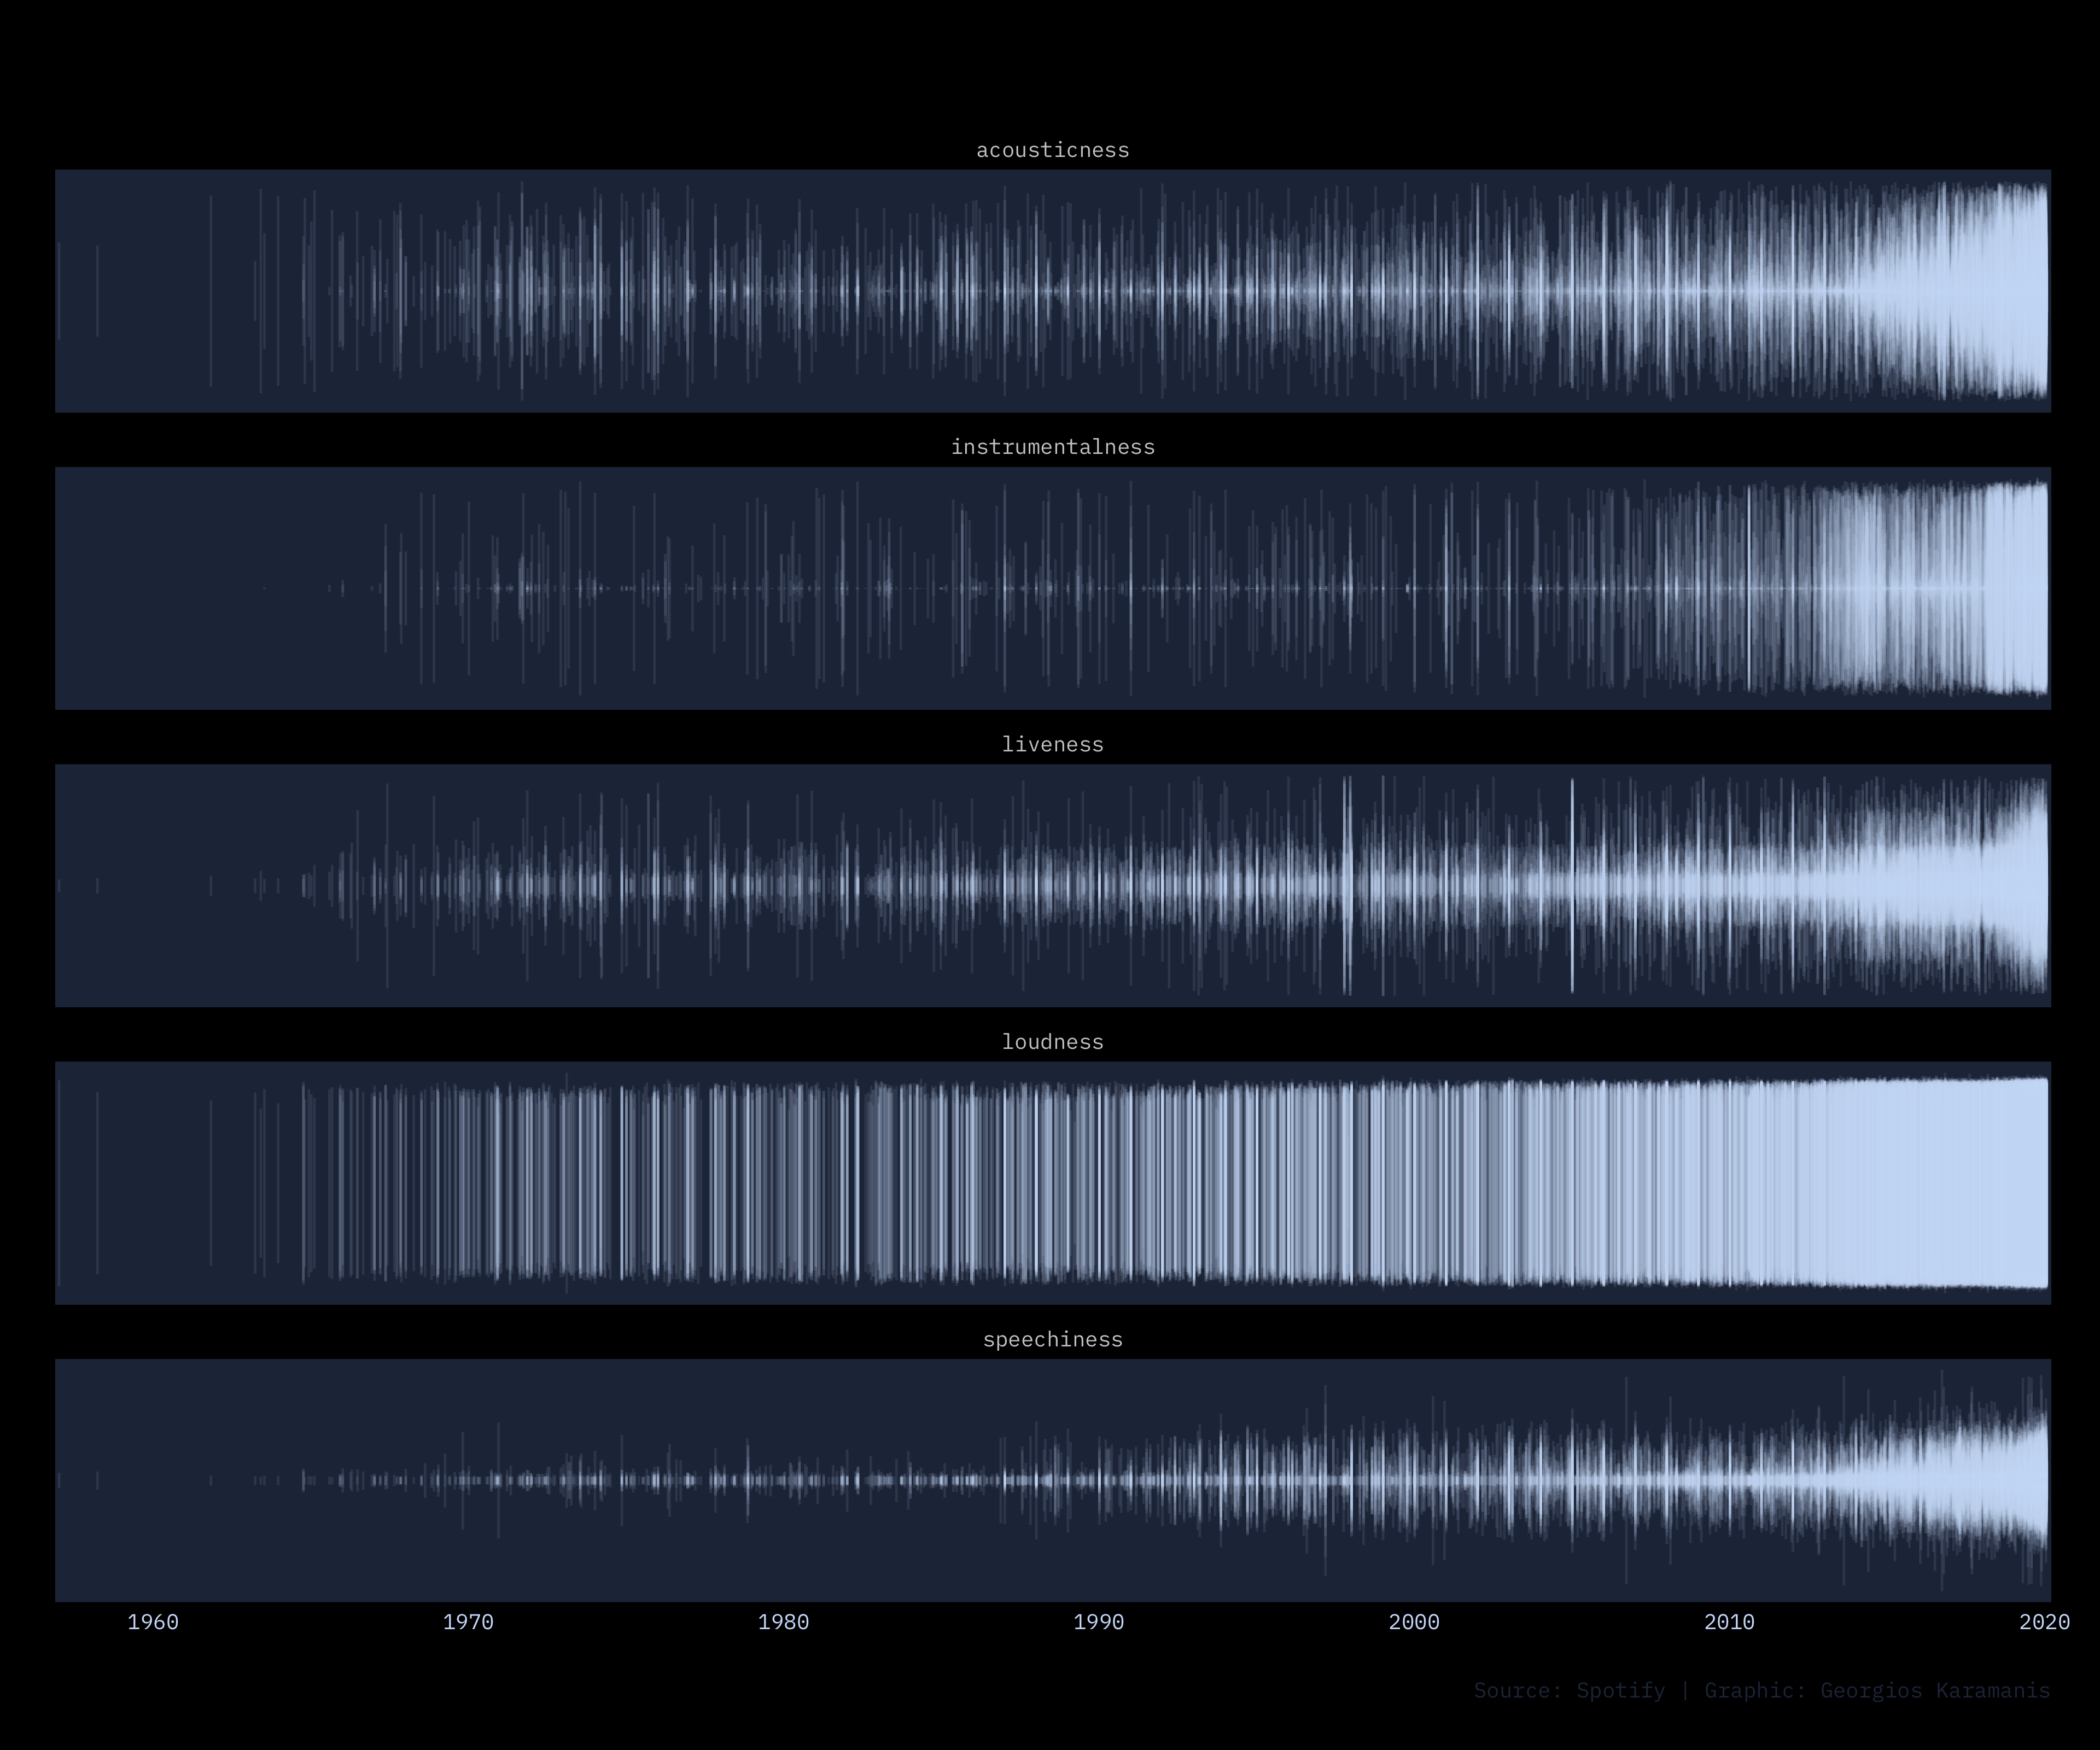 acousticness
instrumentalness
liveness
loudness
speechiness
1960 1970 1980 1990 2000 2010 2020
Source: Spotify | Graphic: Georgios Karamanis